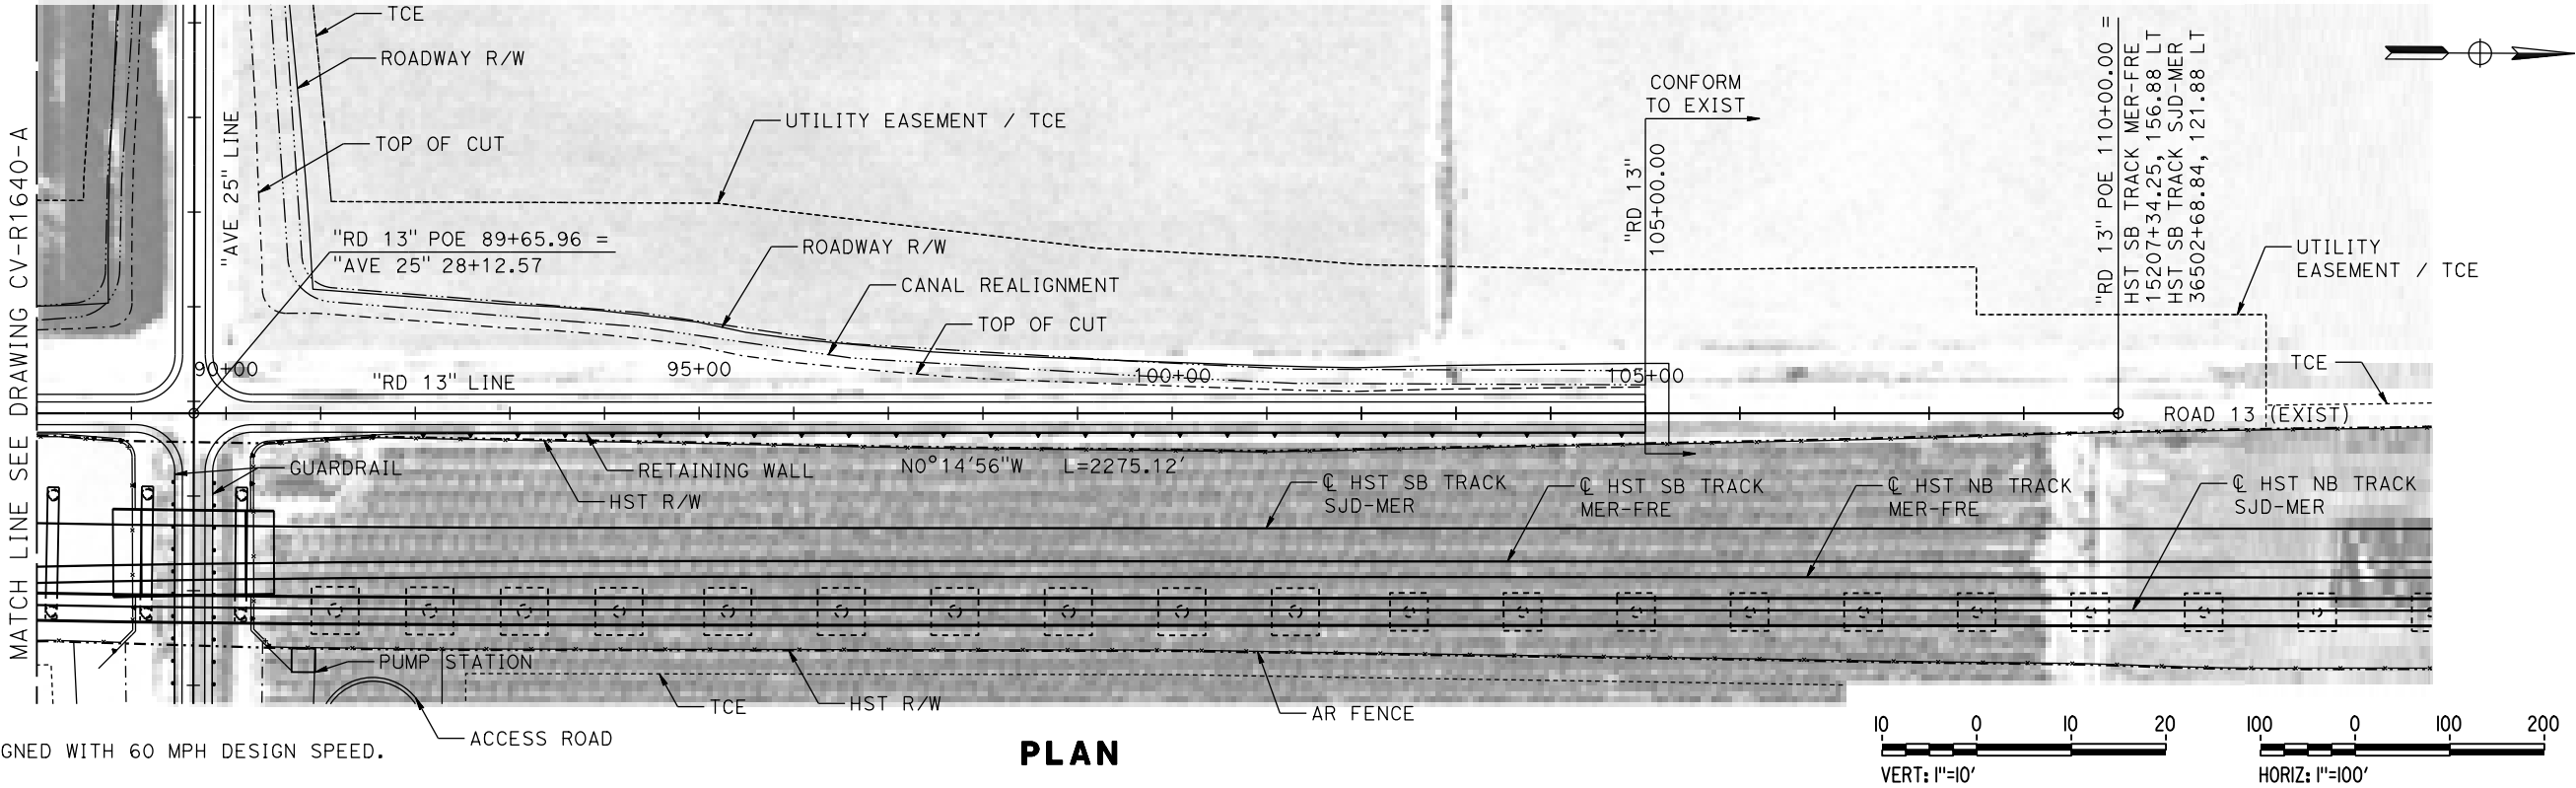 TCE
ROADWAY R/W
TOP OF CUT
"AVE 25" LINE
MATCH LINE SEE DRAWING CV-R1640-A
UTILITY EASEMENT / TCE
"RD 13" POE 89+65.96 =
"AVE 25" 28+12.57
ROADWAY R/W
CANAL REALIGNMENT
TOP OF CUT
CONFORM
TO EXIST
"RD 13"
105+00.00
"RD 13" POE 110+00.00 =
HST SB TRACK MER-FRE
15207+34.25, 156.88 LT
HST SB TRACK SJD-MER
36502+68.84, 121.88 LT
UTILITY
EASEMENT / TCE
TCE
90+00
95+00
100+00
105+00
"RD 13" LINE
ROAD 13 (EXIST)
GUARDRAIL
RETAINING WALL
HST R/W
N0°14'56"W L=2275.12'
℄ HST SB TRACK
SJD-MER
℄ HST SB TRACK
MER-FRE
℄ HST NB TRACK
MER-FRE
℄ HST NB TRACK
SJD-MER
PUMP STATION
TCE
HST R/W
AR FENCE
ACCESS ROAD
GNED WITH 60 MPH DESIGN SPEED.
PLAN
10 0 10 20
VERT: 1"=10'
100 0 100 200
HORIZ: 1"=100'